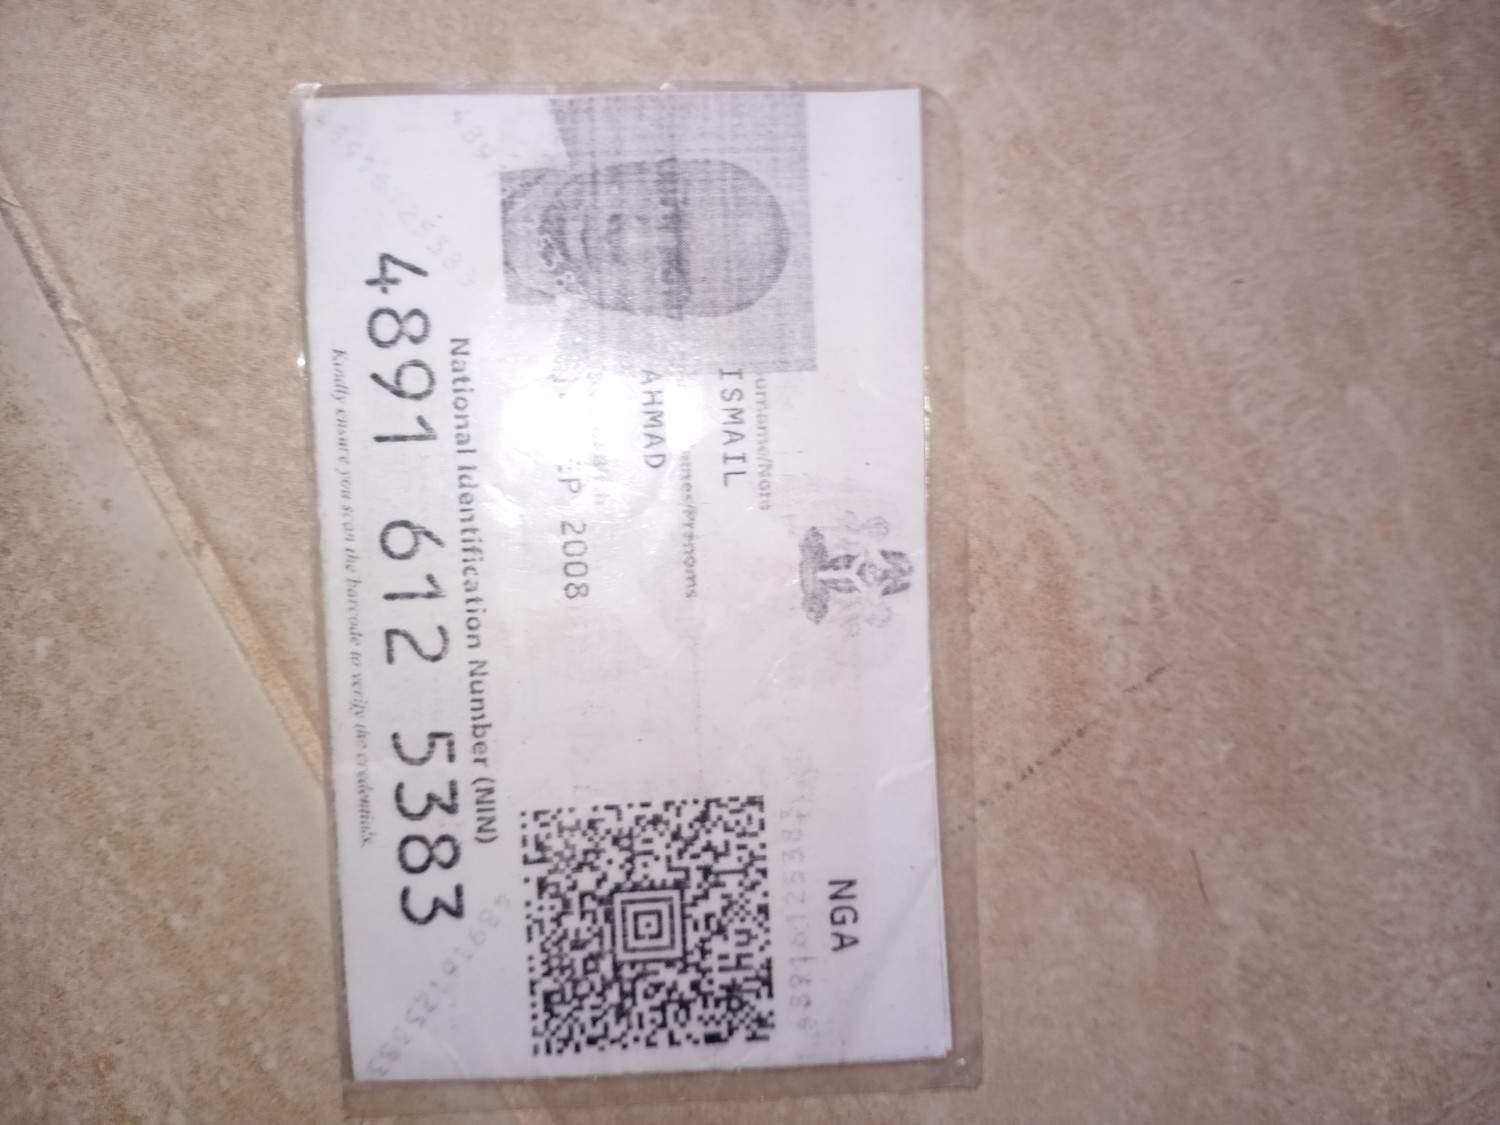 NGA
ISMAIL
AHMAD
2008
National Identification Number (NIN)
4891 612 5383
Kindly ensure you scan the barcode to verify the credentials.